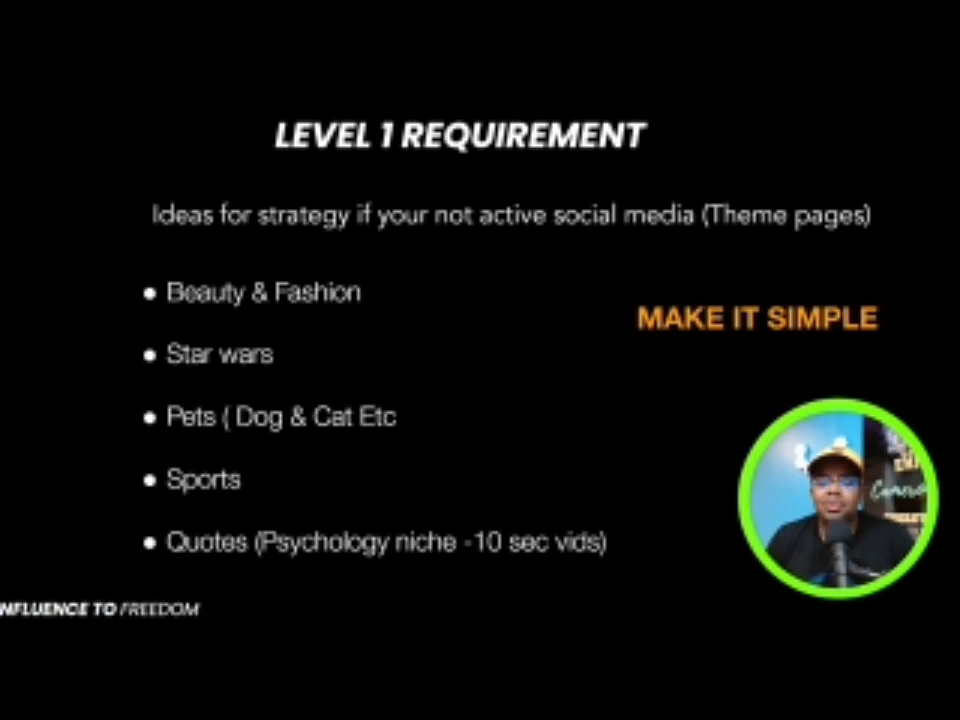 LEVEL 1 REQUIREMENT
Ideas for strategy if your not active social media (Theme pages)
• Beauty & Fashion
MAKE IT SIMPLE
• Star wars
• Pets ( Dog & Cat Etc
• Sports
• Quotes (Psychology niche -10 sec vids)
NFLUENCE TO FREEDOM